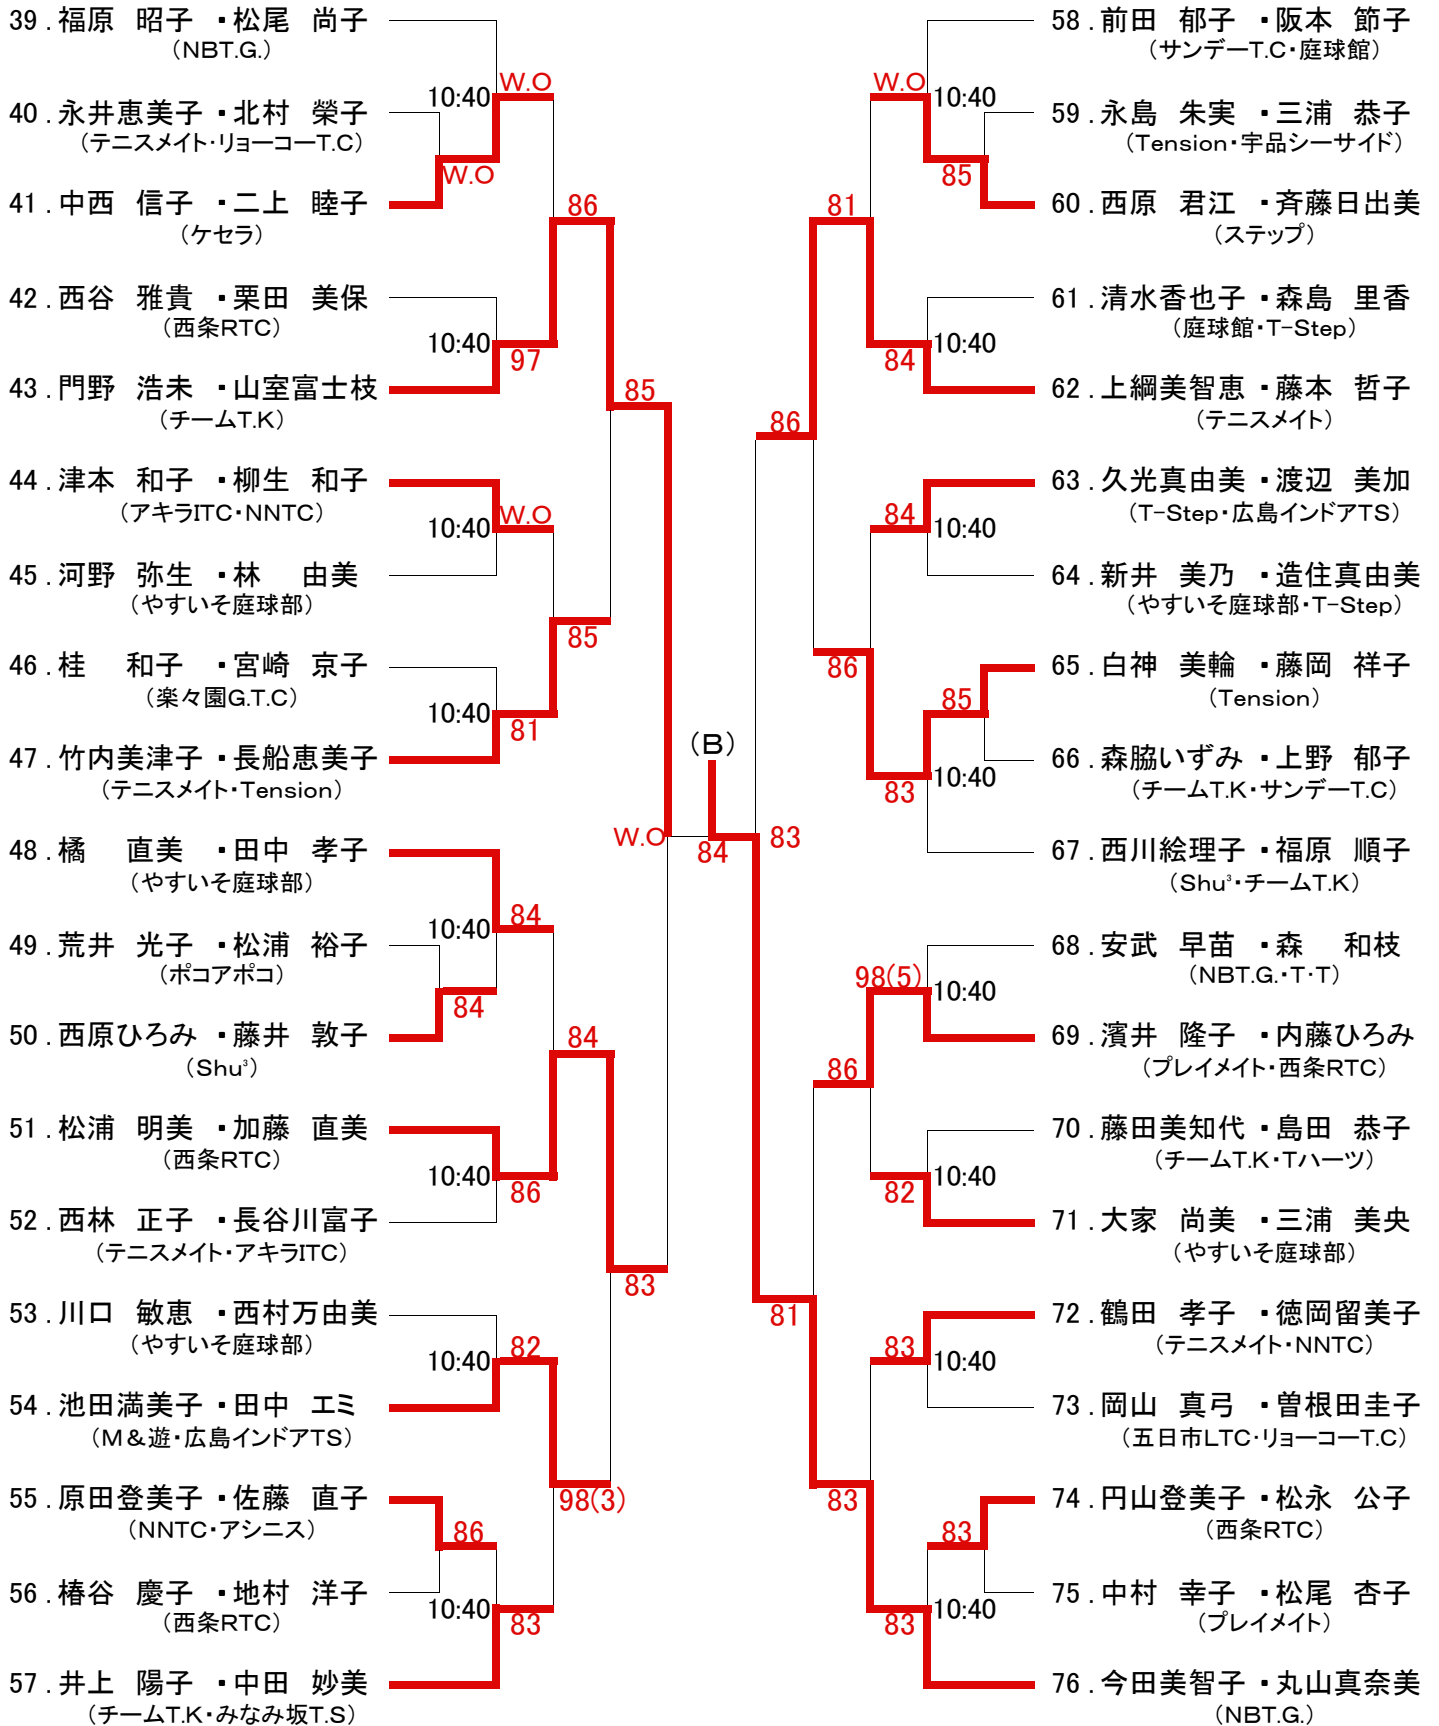 39.福原 昭子・松尾 尚子
(NBT.G.)
W.O
10:40
40.永井恵美子・北村 榮子
(テニスメイト・リョーコーT.C)
W.O
41.中西 信子・二上 睦子
(ケセラ)
86
42.西谷 雅貴・栗田 美保
(西条RTC)
10:40
97
43.門野 浩未・山室富士枝
(チームT.K)
85
44.津本 和子・柳生 和子
(アキラITC・NNTC)
W.O
10:40
45.河野 弥生・林 由美
(やすいそ庭球部)
85
46.桂 和子・宮崎 京子
(楽々園G.T.C)
10:40
81
47.竹内美津子・長船恵美子
(テニスメイト・Tension)
W.O
48.橘 直美・田中 孝子
(やすいそ庭球部)
84
10:40
49.荒井 光子・松浦 裕子
(ポコアポコ)
84
50.西原ひろみ・藤井 敦子
(Shu³)
84
51.松浦 明美・加藤 直美
(西条RTC)
10:40
86
52.西林 正子・長谷川富子
(テニスメイト・アキラITC)
83
53.川口 敏恵・西村万由美
(やすいそ庭球部)
82
10:40
54.池田満美子・田中 エミ
(M&遊・広島インドアTS)
98(3)
55.原田登美子・佐藤 直子
(NNTC・アシニス)
86
56.椿谷 慶子・地村 洋子
(西条RTC)
10:40
83
57.井上 陽子・中田 妙美
(チームT.K・みなみ坂T.S)
(B)
84
83
58.前田 郁子・阪本 節子
(サンデーT.C・庭球館)
W.O
10:40
59.永島 朱実・三浦 恭子
(Tension・宇品シーサイド)
85
60.西原 君江・斉藤日出美
(ステップ)
81
61.清水香也子・森島 里香
(庭球館・T-Step)
10:40
84
62.上綱美智恵・藤本 哲子
(テニスメイト)
86
63.久光真由美・渡辺 美加
(T-Step・広島インドアTS)
84
10:40
64.新井 美乃・造住真由美
(やすいそ庭球部・T-Step)
86
65.白神 美輪・藤岡 祥子
(Tension)
85
66.森脇いずみ・上野 郁子
(チームT.K・サンデーT.C)
10:40
83
67.西川絵理子・福原 順子
(Shu³・チームT.K)
68.安武 早苗・森 和枝
(NBT.G.・T・T)
98(5)
10:40
69.濱井 隆子・内藤ひろみ
(プレイメイト・西条RTC)
86
70.藤田美知代・島田 恭子
(チームT.K・Tハーツ)
10:40
82
71.大家 尚美・三浦 美央
(やすいそ庭球部)
81
72.鶴田 孝子・徳岡留美子
(テニスメイト・NNTC)
83
10:40
73.岡山 真弓・曽根田圭子
(五日市LTC・リョーコーT.C)
83
74.円山登美子・松永 公子
(西条RTC)
83
75.中村 幸子・松尾 杏子
(プレイメイト)
10:40
83
76.今田美智子・丸山真奈美
(NBT.G.)